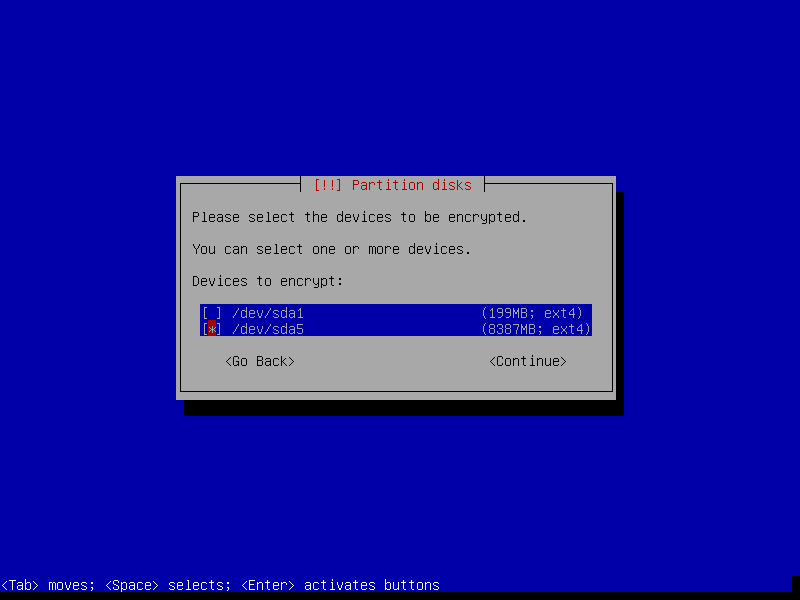 [!!] Partition disks
Please select the devices to be encrypted.
You can select one or more devices.
Devices to encrypt:
[ ] /dev/sda1 (199MB; ext4)
[*] /dev/sda5 (8387MB; ext4)
<Go Back> <Continue>
<Tab> moves; <Space> selects; <Enter> activates buttons